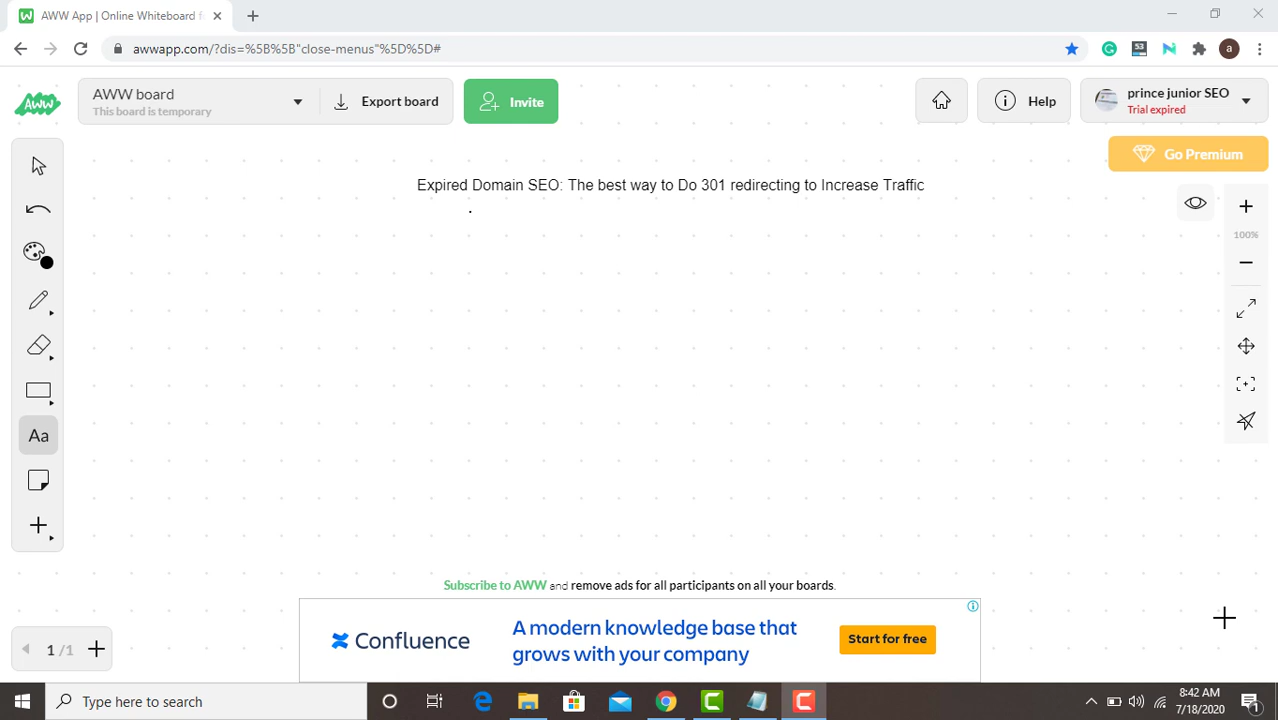 AWW App | Online Whiteboard f
awwapp.com/?dis=%5B%5B"close-menus"%5D%5D#
53
a
AWW
AWW board
This board is temporary
Export board
Invite
Help
prince junior SEO
Trial expired
Go Premium
Expired Domain SEO: The best way to Do 301 redirecting to Increase Traffic
100%
Aa
Subscribe to AWW and remove ads for all participants on all your boards.
Confluence
A modern knowledge base that
grows with your company
Start for free
1 /1
Type here to search
8:42 AM
7/18/2020
1